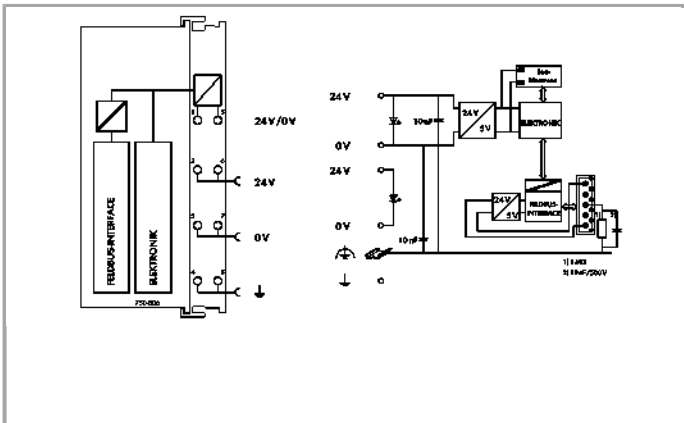 24V/0V
24V
0V
FELDBUS-INTERFACE
ELEKTRONIK
750-806
24V
0V
24V
0V
10nF
10nF
24V
5V
ELEKTRONIK
24V
5V
FELDBUS-
INTERFACE
1) 1MΩ
2) 10nF/500V